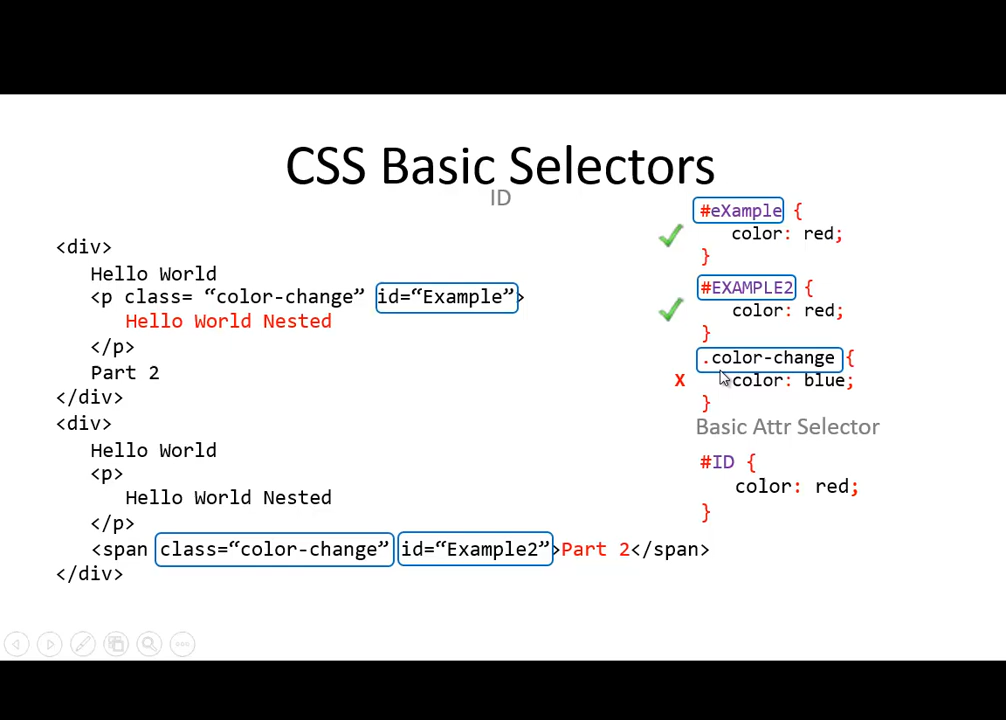 CSS Basic Selectors
ID
<div>
Hello World
<p class= “color-change” id=“Example”>
Hello World Nested
</p>
Part 2
</div>
<div>
Hello World
<p>
Hello World Nested
</p>
<span class=“color-change” id=“Example2”>Part 2</span>
</div>
#eXample {
color: red;
}
#EXAMPLE2 {
color: red;
}
.color-change {
X color: blue;
}
Basic Attr Selector
#ID {
color: red;
}